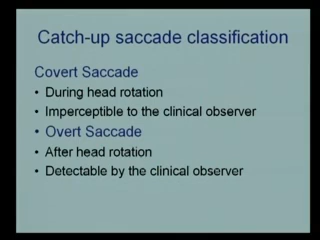 Catch-up saccade classification
Covert Saccade
• During head rotation
• Imperceptible to the clinical observer
• Overt Saccade
• After head rotation
• Detectable by the clinical observer